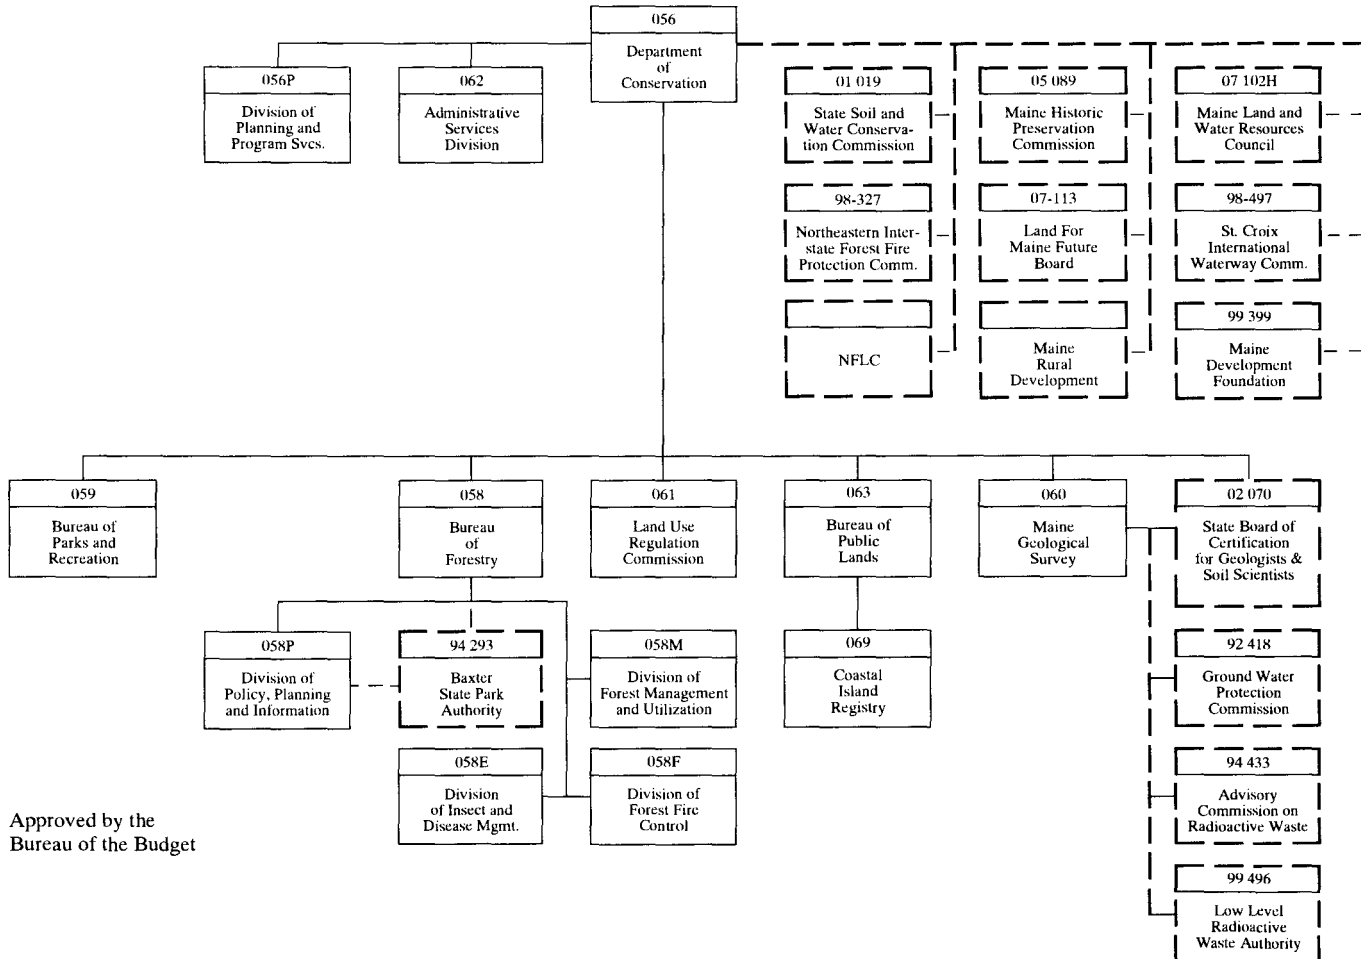 056
Department
of
Conservation
056P
Division of
Planning and
Program Svcs.
062
Administrative
Services
Division
01 019
State Soil and
Water Conserva-
tion Commission
05 089
Maine Historic
Preservation
Commission
07 102H
Maine Land and
Water Resources
Council
98-327
Northeastern Inter-
state Forest Fire
Protection Comm.
07-113
Land For
Maine Future
Board
98-497
St. Croix
International
Waterway Comm.
NFLC
Maine
Rural
Development
99 399
Maine
Development
Foundation
059
Bureau of
Parks and
Recreation
058
Bureau
of
Forestry
061
Land Use
Regulation
Commission
063
Bureau of
Public
Lands
060
Maine
Geological
Survey
02 070
State Board of
Certification
for Geologists &
Soil Scientists
058P
Division of
Policy, Planning
and Information
94 293
Baxter
State Park
Authority
058M
Division of
Forest Management
and Utilization
069
Coastal
Island
Registry
92 418
Ground Water
Protection
Commission
058E
Division
of Insect and
Disease Mgmt.
058F
Division of
Forest Fire
Control
94 433
Advisory
Commission on
Radioactive Waste
99 496
Low Level
Radioactive
Waste Authority
Approved by the
Bureau of the Budget